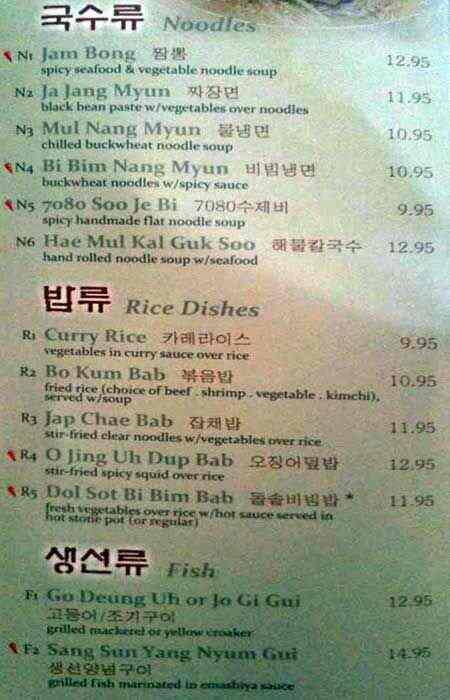 국수류 Noodles
N1 Jam Bong 짬뽕 12.95
spicy seafood & vegetable noodle soup
N2 Ja Jang Myun 짜장면 11.95
black bean paste w/vegetables over noodles
N3 Mul Nang Myun 물냉면 10.95
chilled buckwheat noodle soup
N4 Bi Bim Nang Myun 비빔냉면 10.95
buckwheat noodles w/spicy sauce
N5 7080 Soo Je Bi 7080수제비 9.95
spicy handmade flat noodle soup
N6 Hae Mul Kal Guk Soo 해물칼국수 12.95
hand rolled noodle soup w/seafood
밥류 Rice Dishes
R1 Curry Rice 카레라이스 9.95
vegetables in curry sauce over rice
R2 Bo Kum Bab 볶음밥 10.95
fried rice (choice of beef . shrimp . vegetable . kimchi),
served w/soup
R3 Jap Chae Bab 잡채밥 11.95
stir-fried clear noodles w/vegetables over rice
R4 O Jing Uh Dup Bab 오징어덮밥 12.95
stir-fried spicy squid over rice
R5 Dol Sot Bi Bim Bab 돌솥비빔밥 * 11.95
fresh vegetables over rice w/hot sauce served in
hot stone pot (or regular)
생선류 Fish
F1 Go Deung Uh or Jo Gi Gui 12.95
고등어/조기구이
grilled mackerel or yellow croaker
F2 Sang Sun Yang Nyum Gui 14.95
생선양념구이
grilled fish marinated in emashiya sauce